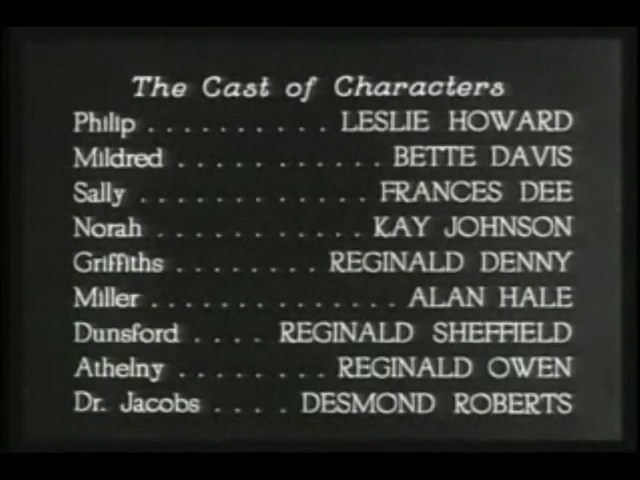 The Cast of Characters
Philip . . . . . . . . . . LESLIE HOWARD
Mildred . . . . . . . . . . . . BETTE DAVIS
Sally . . . . . . . . . . . . . FRANCES DEE
Norah . . . . . . . . . . . . KAY JOHNSON
Griffiths . . . . . . . . REGINALD DENNY
Miller . . . . . . . . . . . . . . ALAN HALE
Dunsford . . . . REGINALD SHEFFIELD
Athelny . . . . . . . . REGINALD OWEN
Dr. Jacobs . . . . DESMOND ROBERTS